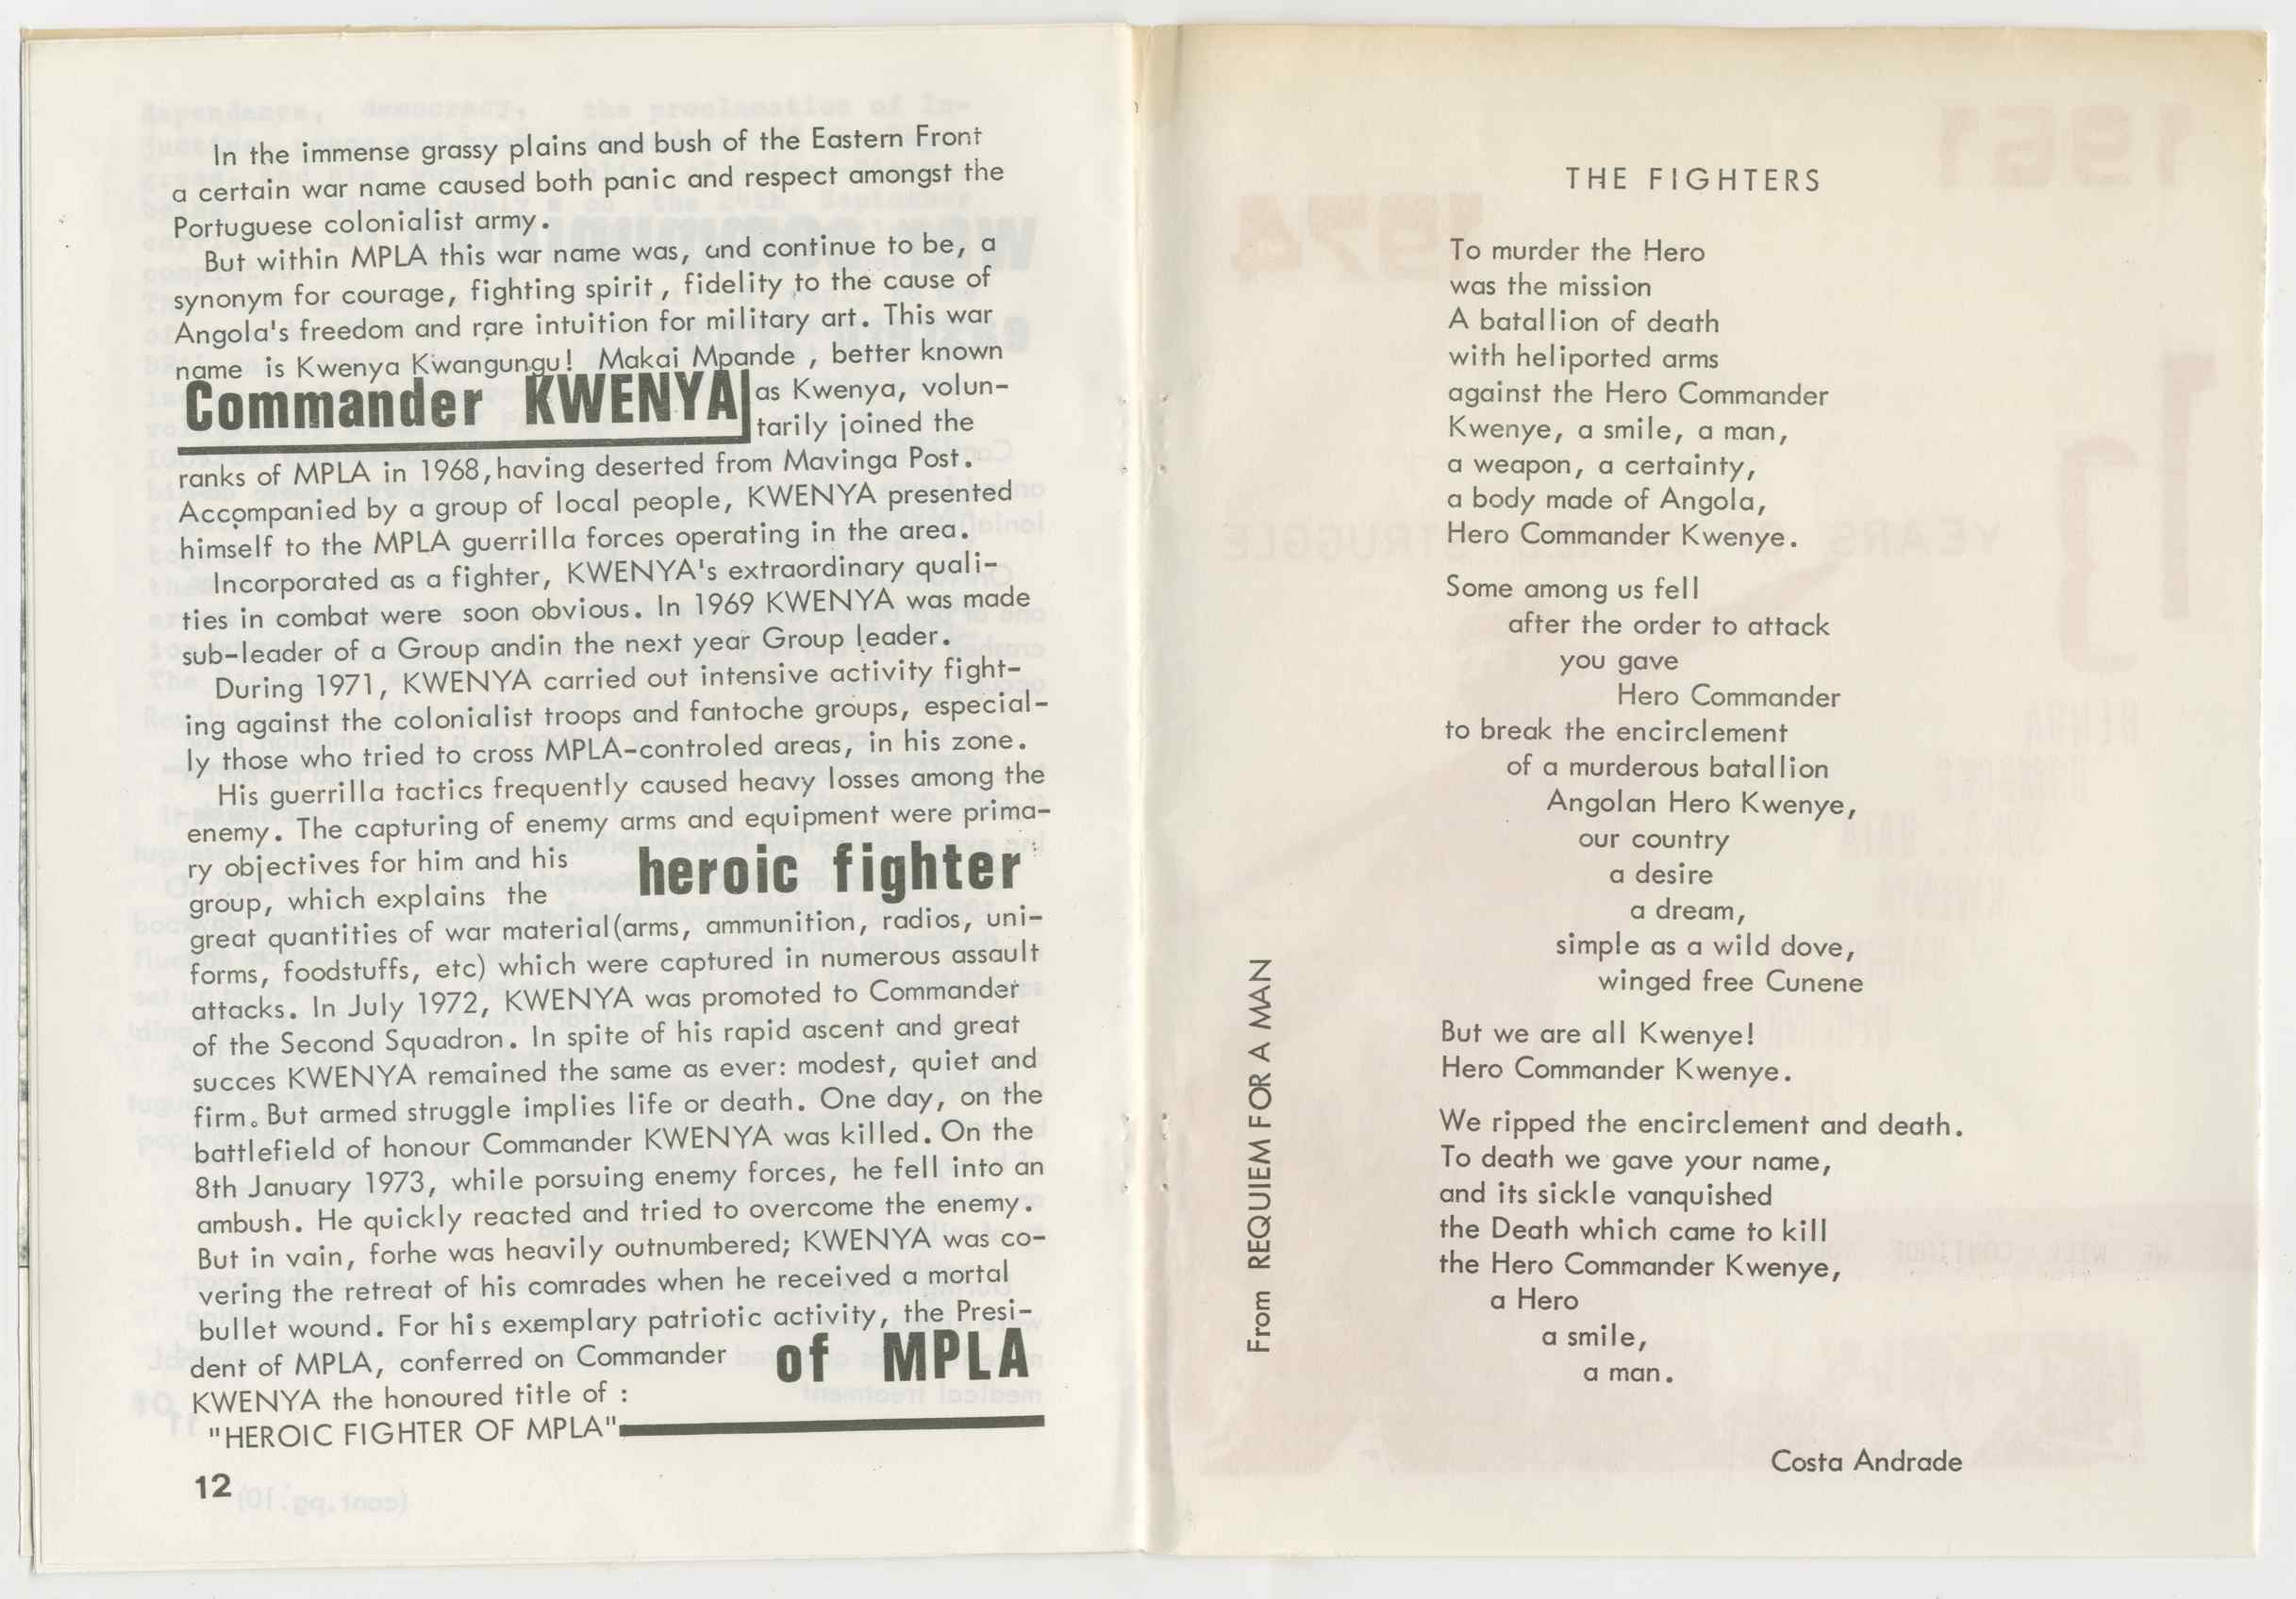 In the immense grassy plains and bush of the Eastern Front
a certain war name caused both panic and respect amongst the
Portuguese colonialist army.
But within MPLA this war name was, and continue to be, a
synonym for courage, fighting spirit, fidelity to the cause of
Angola's freedom and rare intuition for military art. This war
name is Kwenya Kwangungu! Makai Mpande, better known
Commander KWENYA
as Kwenya, volun-
tarily joined the
ranks of MPLA in 1968,having deserted from Mavinga Post.
Accompanied by a group of local people, KWENYA presented
himself to the MPLA guerrilla forces operating in the area.
Incorporated as a fighter, KWENYA's extraordinary quali-
ties in combat were soon obvious. In 1969 KWENYA was made
sub-leader of a Group andin the next year Group leader.
During 1971, KWENYA carried out intensive activity fight-
ing against the colonialist troops and fantoche groups, especial-
ly those who tried to cross MPLA-controled areas, in his zone.
His guerrilla tactics frequently caused heavy losses among the
enemy. The capturing of enemy arms and equipment were prima-
ry objectives for him and his
group, which explains the
heroic fighter
great quantities of war material(arms, ammunition, radios, uni-
forms, foodstuffs, etc) which were captured in numerous assault
attacks. In July 1972, KWENYA was promoted to Commander
of the Second Squadron. In spite of his rapid ascent and great
succes KWENYA remained the same as ever: modest, quiet and
firm. But armed struggle implies life or death. One day, on the
battlefield of honour Commander KWENYA was killed. On the
8th January 1973, while porsuing enemy forces, he fell into an
ambush. He quickly reacted and tried to overcome the enemy.
But in vain, forhe was heavily outnumbered; KWENYA was co-
vering the retreat of his comrades when he received a mortal
bullet wound. For his exemplary patriotic activity, the Presi-
dent of MPLA, conferred on Commander
of MPLA
KWENYA the honoured title of :
"HEROIC FIGHTER OF MPLA"
12
From REQUIEM FOR A MAN
THE FIGHTERS
To murder the Hero
was the mission
A batallion of death
with heliported arms
against the Hero Commander
Kwenye, a smile, a man,
a weapon, a certainty,
a body made of Angola,
Hero Commander Kwenye.
Some among us fell
after the order to attack
you gave
Hero Commander
to break the encirclement
of a murderous batallion
Angolan Hero Kwenye,
our country
a desire
a dream,
simple as a wild dove,
winged free Cunene
But we are all Kwenye!
Hero Commander Kwenye.
We ripped the encirclement and death.
To death we gave your name,
and its sickle vanquished
the Death which came to kill
the Hero Commander Kwenye,
a Hero
a smile,
a man.
Costa Andrade